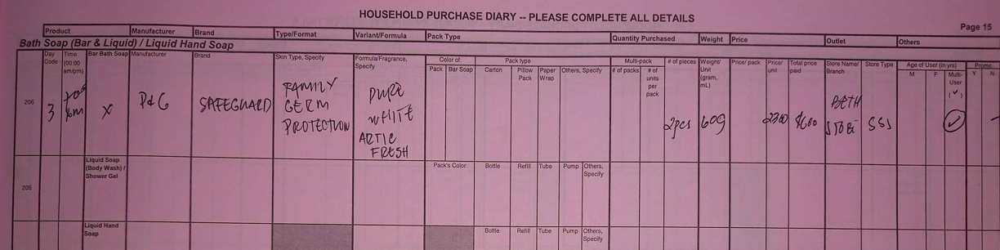 HOUSEHOLD PURCHASE DIARY -- PLEASE COMPLETE ALL DETAILS
Page 15
Product Manufacturer Brand Type/Format Variant/Formula Pack Type Quantity Purchased Weight Price Outlet Others
Bath Soap (Bar & Liquid) / Liquid Hand Soap
Day Code
Time (00:00 am/pm)
Bar Bath Soap
Manufacturer
Brand
Skin Type, Specify
Formula/Fragrance, Specify
Color of:
Pack Bar Soap
Pack type
Carton Pillow Pack Paper Wrap Others, Specify
Multi-pack
# of packs # of units per pack
# of pieces
Weight/ Unit (gram, mL)
Price/ pack
Price/ unit
Total price paid
Store Name/ Branch
Store Type
Age of User (in yrs)
M F Multi-User (✓)
Promo
Y N
206
3
X
P&G
SAFEGUARD
FAMILY
GERM
PROTECTION
PURE
WHITE
ARTIC
FRESH
2pcs
60g
2300
BETH
SSS
✓
Liquid Soap
(Body Wash) /
Shower Gel
Pack's Color Bottle Refill Tube Pump Others, Specify
205
Liquid Hand
Soap
Bottle Refill Tube Pump Others, Specify